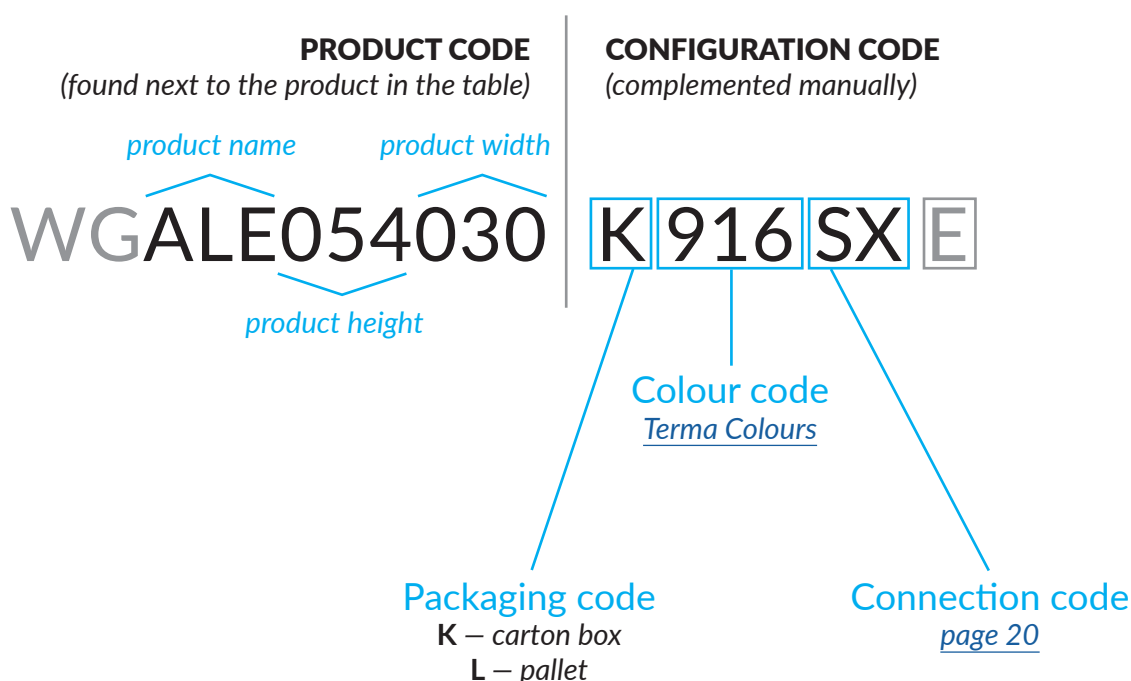 PRODUCT CODE
(found next to the product in the table)
CONFIGURATION CODE
(complemented manually)
product name
product width
WGALE054030 K 916 SX E
product height
Colour code
Terma Colours
Packaging code
K – carton box
L – pallet
Connection code
page 20